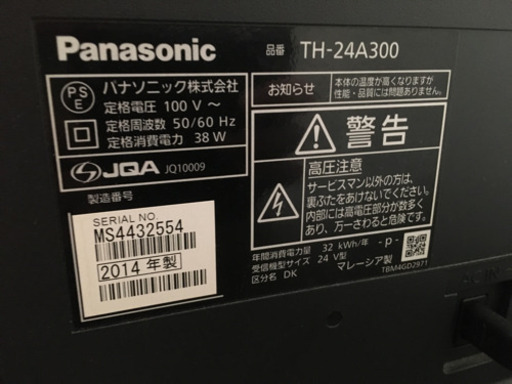 Panasonic
品番 TH-24A300
PS
E
パナソニック株式会社
定格電圧 100 V ~
定格周波数 50/60 Hz
定格消費電力 38 W
JQA JQ10009
製造番号
SERIAL NO.
MS4432554
2014 年製
お知らせ
本体の温度が高くなりますが
性能・品質には問題ありません。
警告
高圧注意
サービスマン以外の方は、
裏ぶたをあけないでください。
内部には高電圧部分が数多く
あり、万一さわると危険です。
年間消費電力量 32 kWh/年
受信機型サイズ 24 V型
区分名 DK
-p-
マレーシア製
TBM4GD2971
AC IN